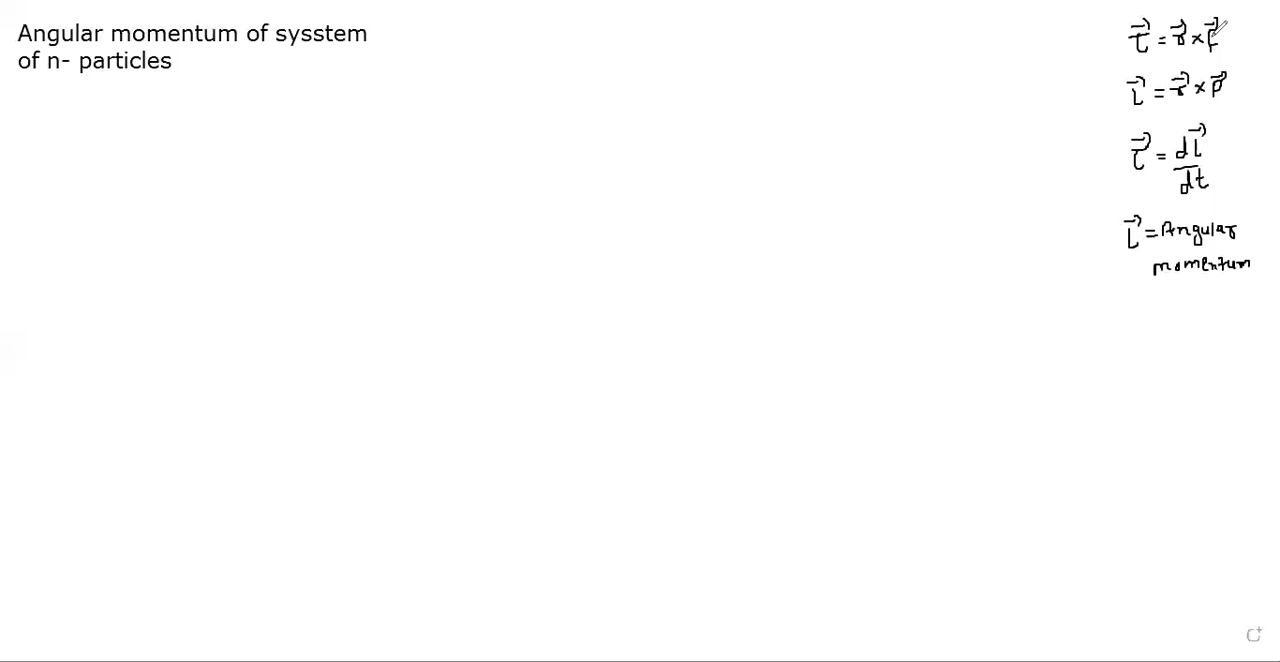 Angular momentum of sysstem
of n- particles
τ⃗ = r⃗ × F⃗
L⃗ = r⃗ × P⃗
τ⃗ = dL⃗/dt
L⃗ = Angular
momentum